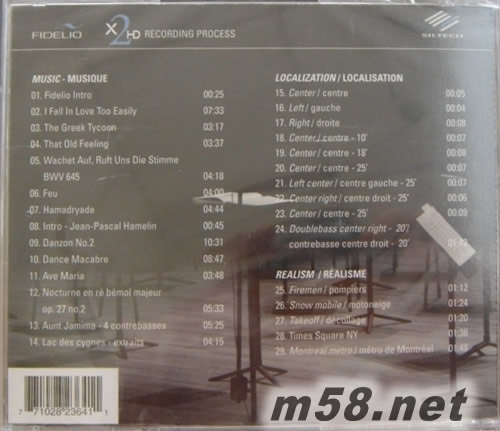 FIDELIO
X2HD RECORDING PROCESS
SILTECH
MUSIC - MUSIQUE
01. Fidelio Intro 00:25
02. I Fall In Love Too Easily 07:33
03. The Greek Tycoon 03:17
04. That Old Feeling 03:37
05. Wachet Auf, Ruft Uns Die Stimme
BWV 645 04:18
06. Feu 04:00
07. Hamadryade 04:44
08. Intro - Jean-Pascal Hamelin 00:45
09. Danzon No.2 10:31
10. Dance Macabre 08:47
11. Ave Maria 03:48
12. Nocturne en ré bémol majeur
op. 27 no.2 05:33
13. Aunt Jamima - 4 contrebasses 05:25
14. Lac des cygnes - extraits 04:15
LOCALIZATION / LOCALISATION
15. Center / centre 00:05
16. Left / gauche 00:04
17. Right / droite 00:08
18. Center / centre - 10' 00:07
19. Center / centre - 18' 00:08
20. Center / centre - 25' 00:07
21. Left center / centre gauche - 25' 00:07
22. Center right / centre droit - 25' 00:06
23. Center / centre - 25' 00:09
24. Doublebass center right - 20'/
contrebasse centre droit - 20'
REALISM / RÉALISME
25. Firemen / pompiers 01:12
26. Snow mobile / motoneige 01:24
27. Takeoff / décollage 01:20
28. Times Square NY 01:38
29. Montreal metro / métro de Montréal 01:46
7 71028 23641 1
m58.net